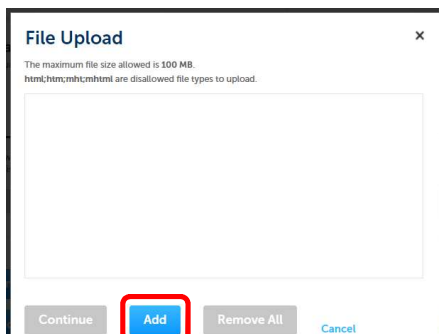 File Upload ×
The maximum file size allowed is 100 MB.
html;htm;mht;mhtml are disallowed file types to upload.
Continue Add Remove All Cancel